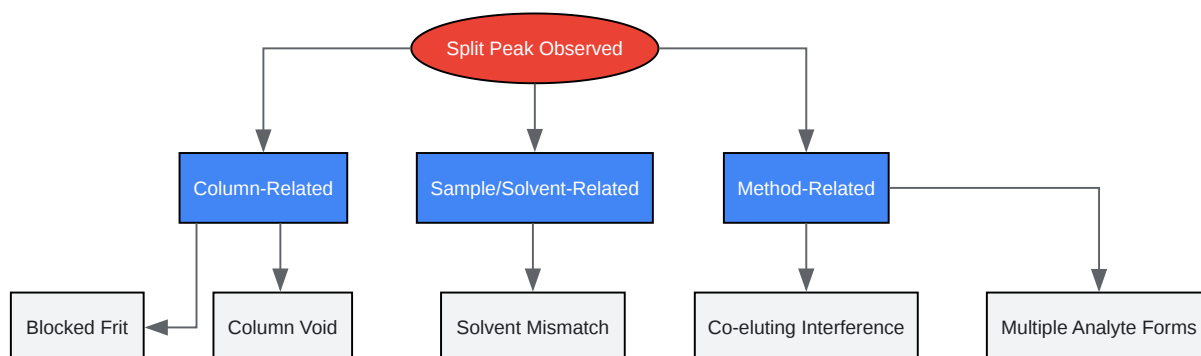 Split Peak Observed
Column-Related
Sample/Solvent-Related
Method-Related
Blocked Frit
Column Void
Solvent Mismatch
Co-eluting Interference
Multiple Analyte Forms